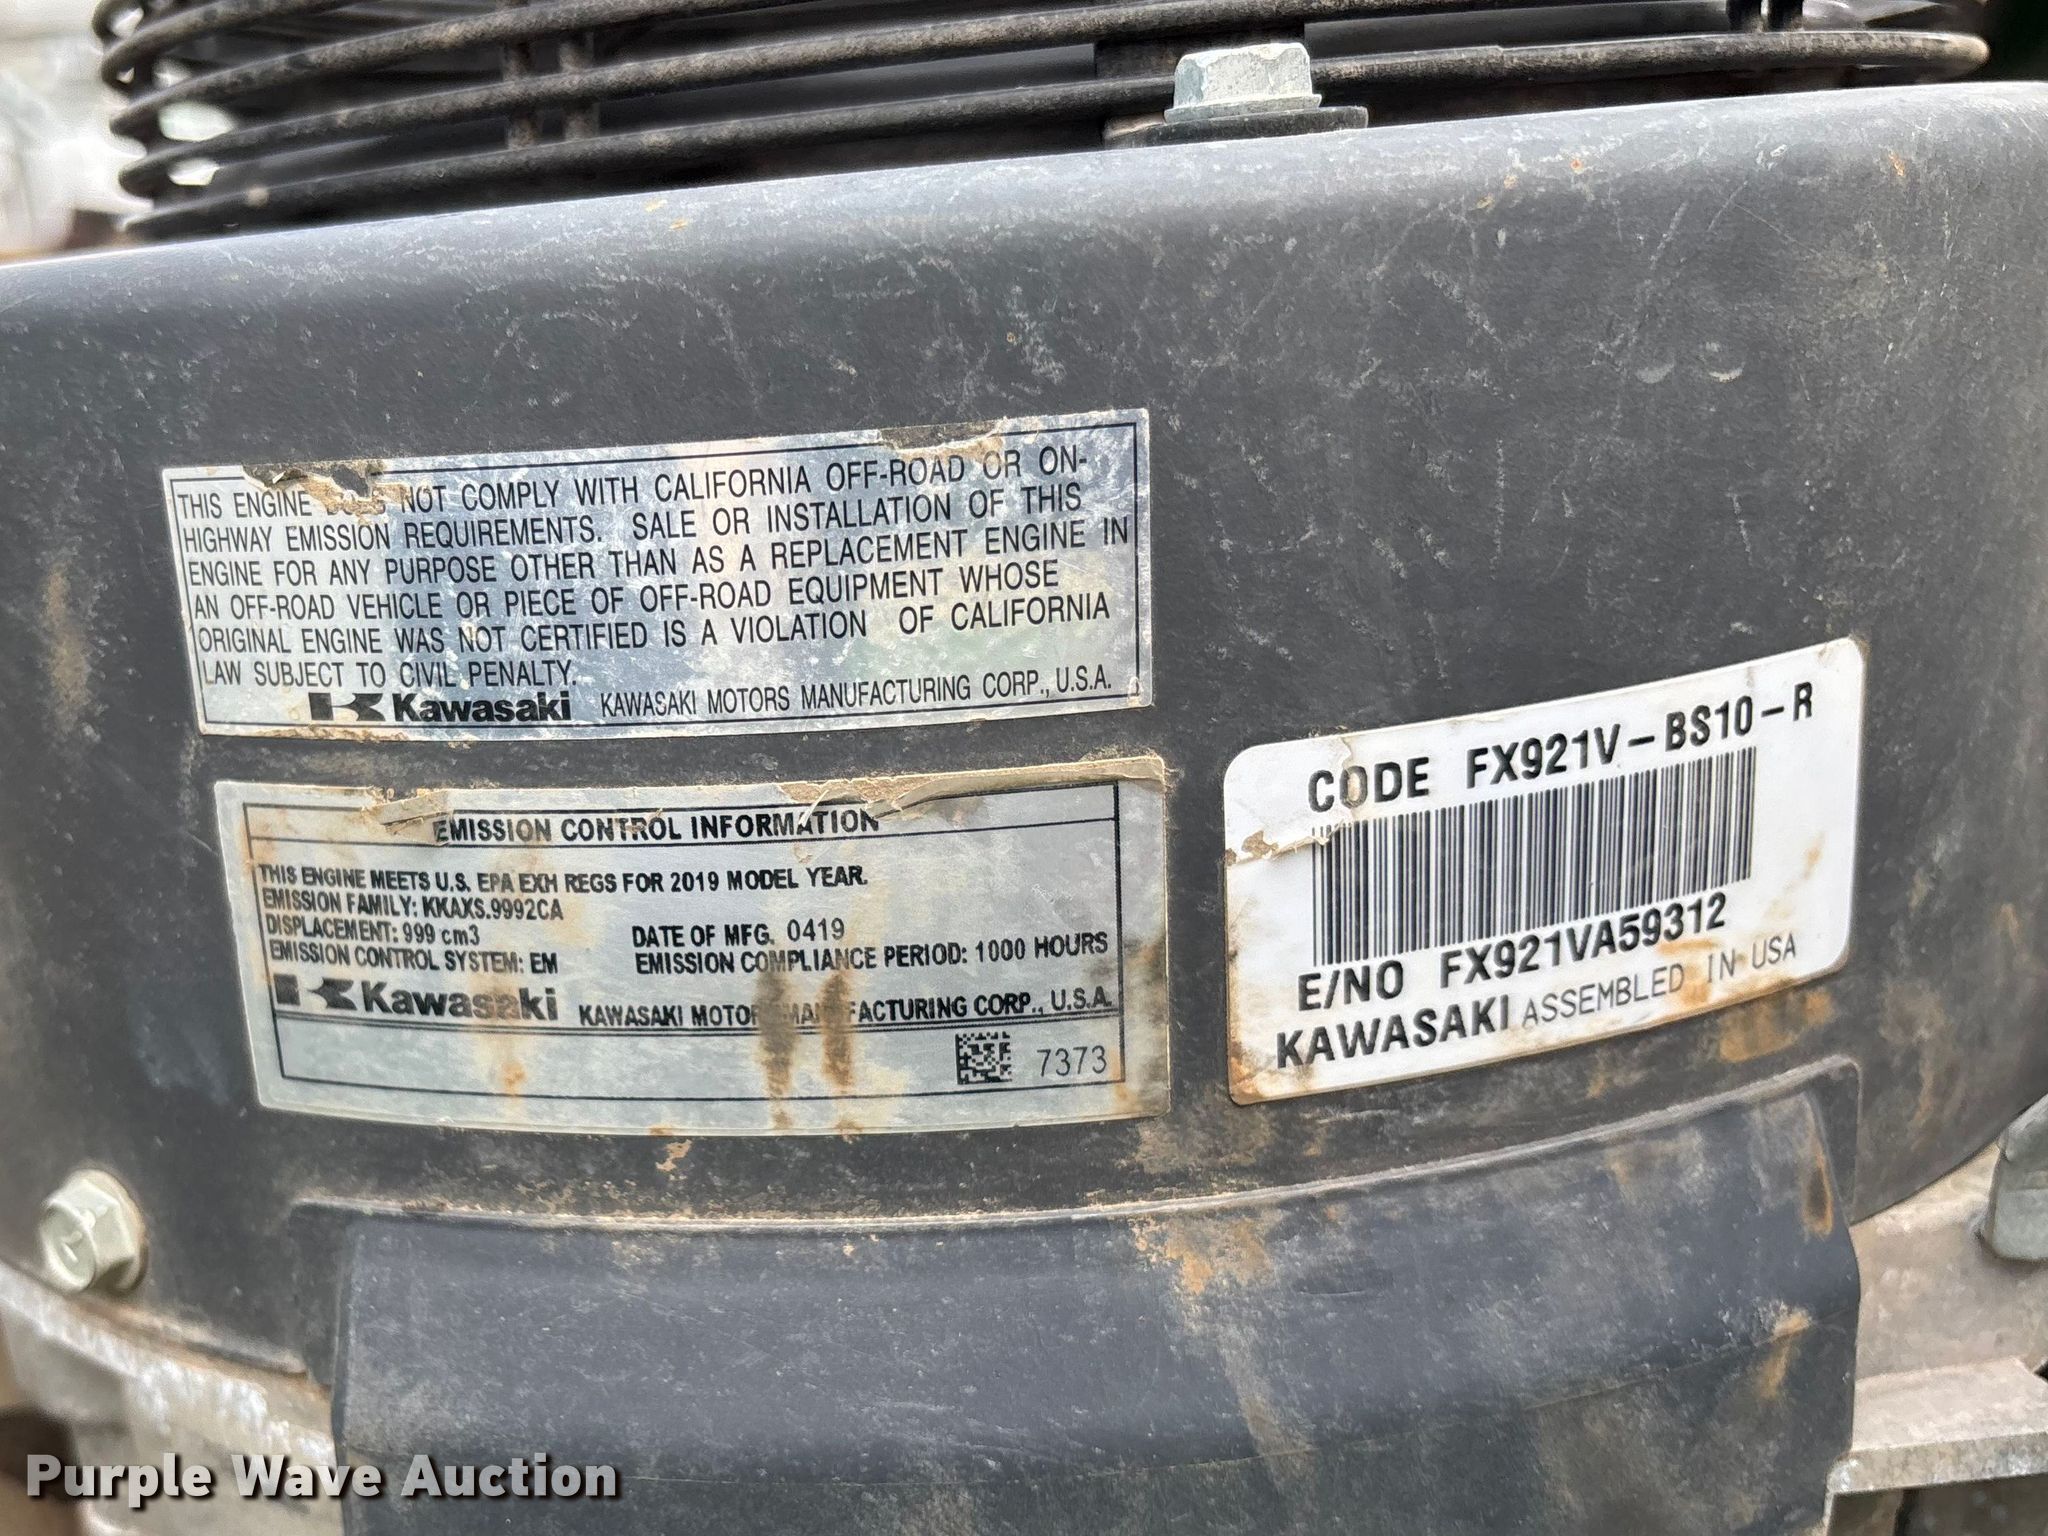 THIS ENGINE DOES NOT COMPLY WITH CALIFORNIA OFF-ROAD OR ON-
HIGHWAY EMISSION REQUIREMENTS. SALE OR INSTALLATION OF THIS
ENGINE FOR ANY PURPOSE OTHER THAN AS A REPLACEMENT ENGINE IN
AN OFF-ROAD VEHICLE OR PIECE OF OFF-ROAD EQUIPMENT WHOSE
ORIGINAL ENGINE WAS NOT CERTIFIED IS A VIOLATION OF CALIFORNIA
LAW SUBJECT TO CIVIL PENALTY.
Kawasaki KAWASAKI MOTORS MANUFACTURING CORP., U.S.A.
EMISSION CONTROL INFORMATION
THIS ENGINE MEETS U.S. EPA EXH REGS FOR 2019 MODEL YEAR.
EMISSION FAMILY: KKAXS.9992CA
DISPLACEMENT: 999 cm3 DATE OF MFG. 0419
EMISSION CONTROL SYSTEM: EM EMISSION COMPLIANCE PERIOD: 1000 HOURS
Kawasaki KAWASAKI MOTORS MANUFACTURING CORP., U.S.A.
7373
CODE FX921V-BS10-R
E/NO FX921VA59312
KAWASAKI ASSEMBLED IN USA
Purple Wave Auction